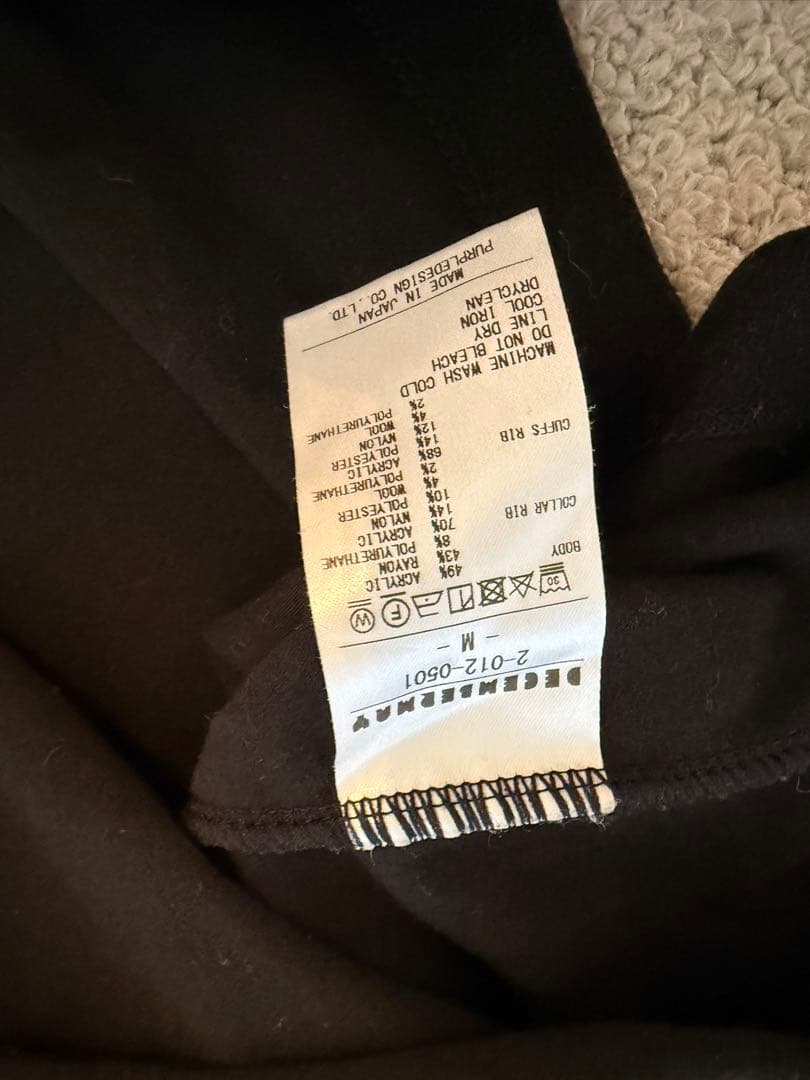 DECEMBERMAY
2-012-0501
- M -
30 F W
BODY 49% ACRYLIC
43% RAYON
8% POLYURETHANE
COLLAR RIB 70% ACRYLIC
14% NYLON
10% POLYESTER
4% WOOL
2% POLYURETHANE
CUFFS RIB 68% ACRYLIC
14% POLYESTER
12% NYLON
4% WOOL
2% POLYURETHANE
MACHINE WASH COLD
DO NOT BLEACH
LINE DRY
COOL IRON
DRYCLEAN
MADE IN JAPAN
PURPLEDESIGN CO.,LTD.